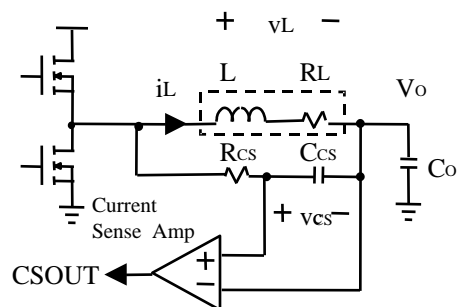 + vL −
iL L RL VO
RCS CCS CO
+ vcs −
Current
Sense Amp
CSOUT
+
−